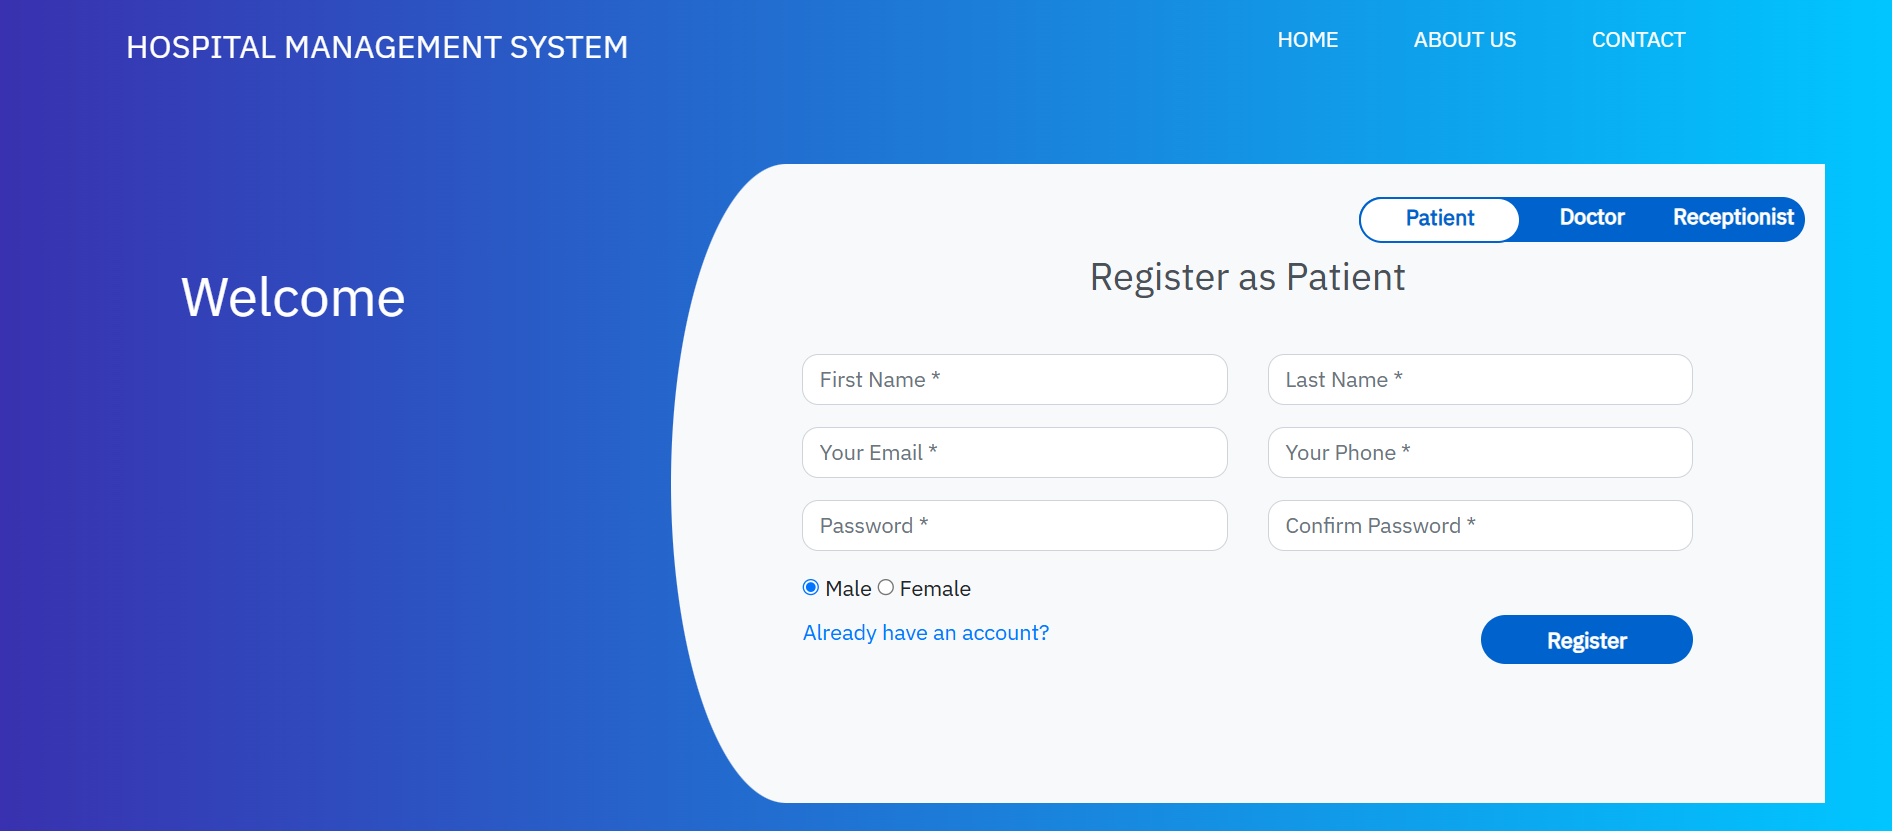 HOSPITAL MANAGEMENT SYSTEM
HOME ABOUT US CONTACT
Welcome
Patient Doctor Receptionist
Register as Patient
First Name * Last Name *
Your Email * Your Phone *
Password * Confirm Password *
Male Female
Already have an account?
Register